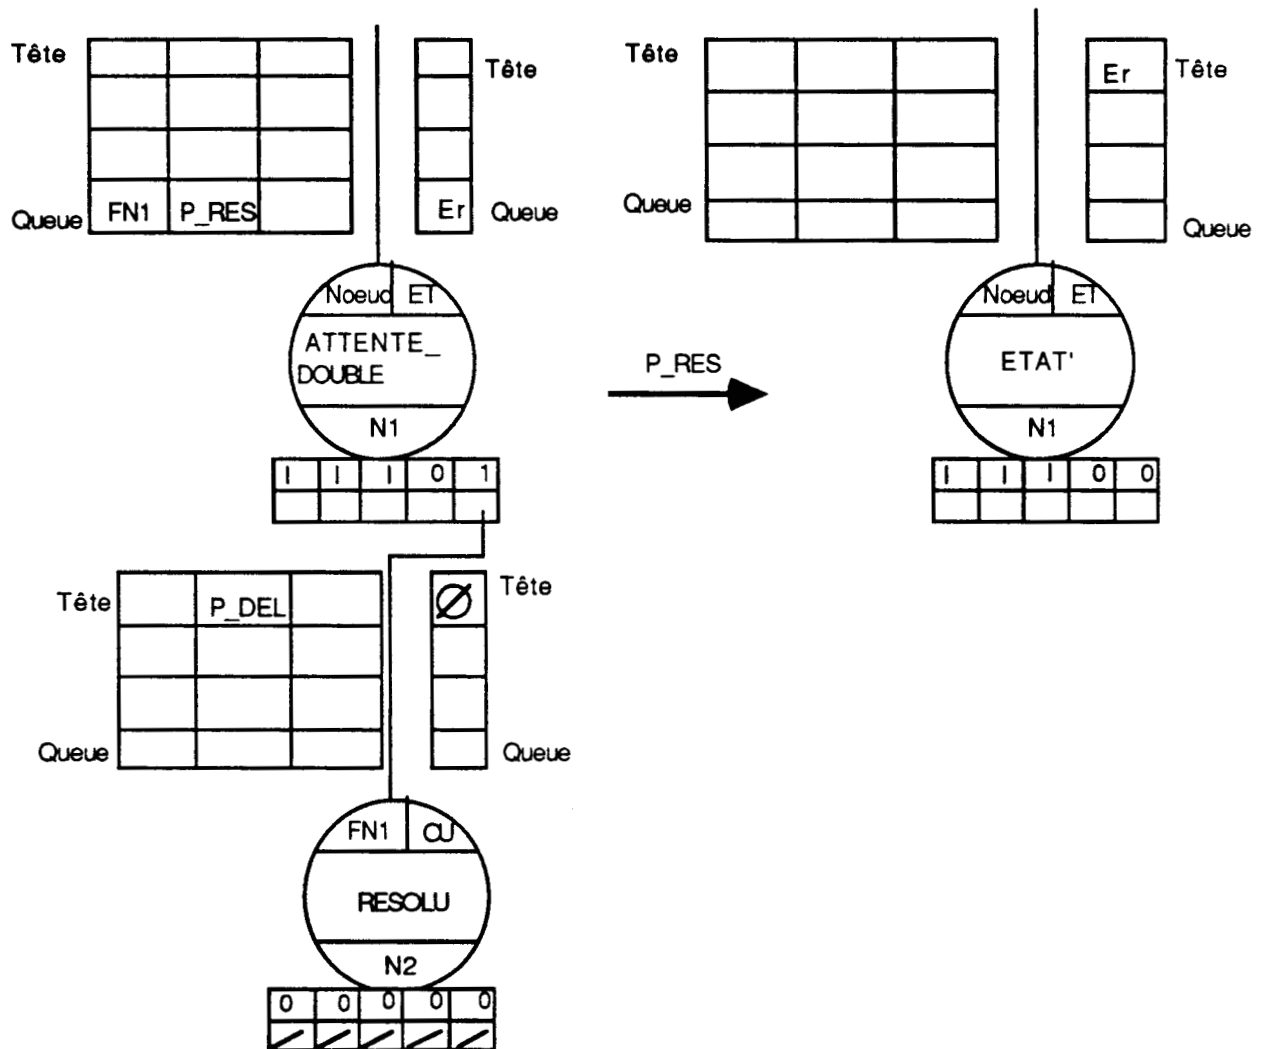 Tête
Tête
FN1 P_RES
Er
Queue
Queue
Noeud ET
ATTENTE_
DOUBLE
N1
I I I 0 1
P_RES
Tête
Er
Tête
Queue
Queue
Noeud ET
ETAT'
N1
I I I 0 0
Tête
P_DEL
Ø
Tête
Queue
Queue
FN1 OU
RESOLU
N2
0 0 0 0 0